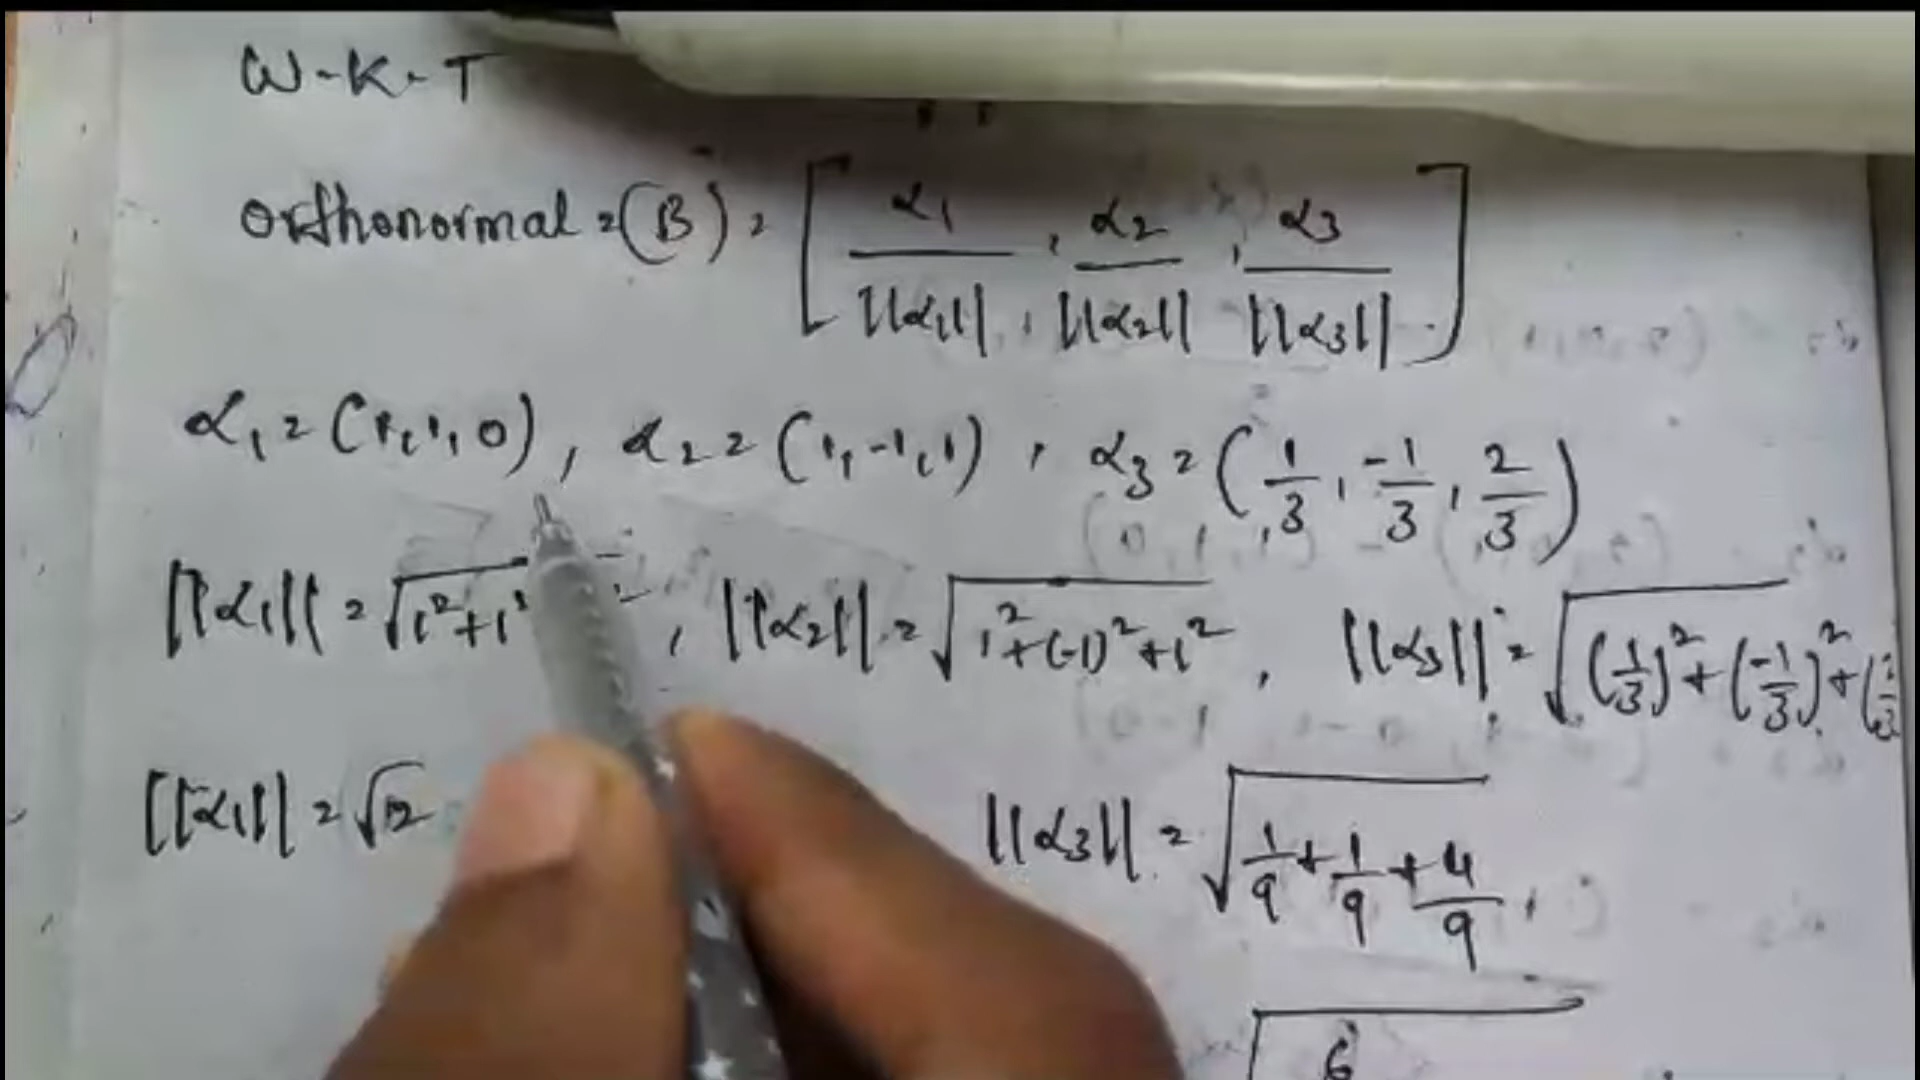 W-K-T
Orthonormal = (B) = [α1/||α1||, α2/||α2||, α3/||α3||]
α1 = (1,1,0), α2 = (1,-1,1), α3 = (1/3, -1/3, 2/3)
||α1|| = √1²+1², ||α2|| = √1²+(-1)²+1², ||α3|| = √(1/3)²+(-1/3)²+(
||α1|| = √2 ||α3|| = √1/9+1/9+4/9
√6